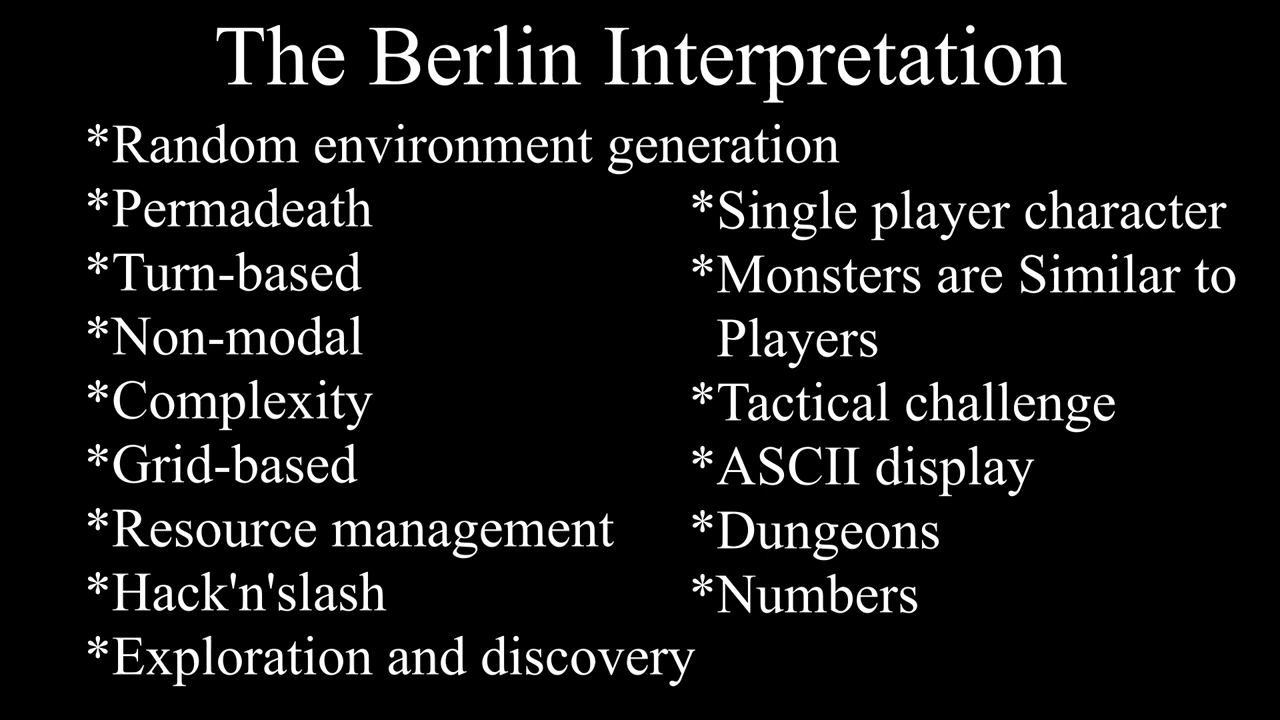 The Berlin Interpretation
*Random environment generation
*Permadeath
*Turn-based
*Non-modal
*Complexity
*Grid-based
*Resource management
*Hack'n'slash
*Exploration and discovery
*Single player character
*Monsters are Similar to
Players
*Tactical challenge
*ASCII display
*Dungeons
*Numbers